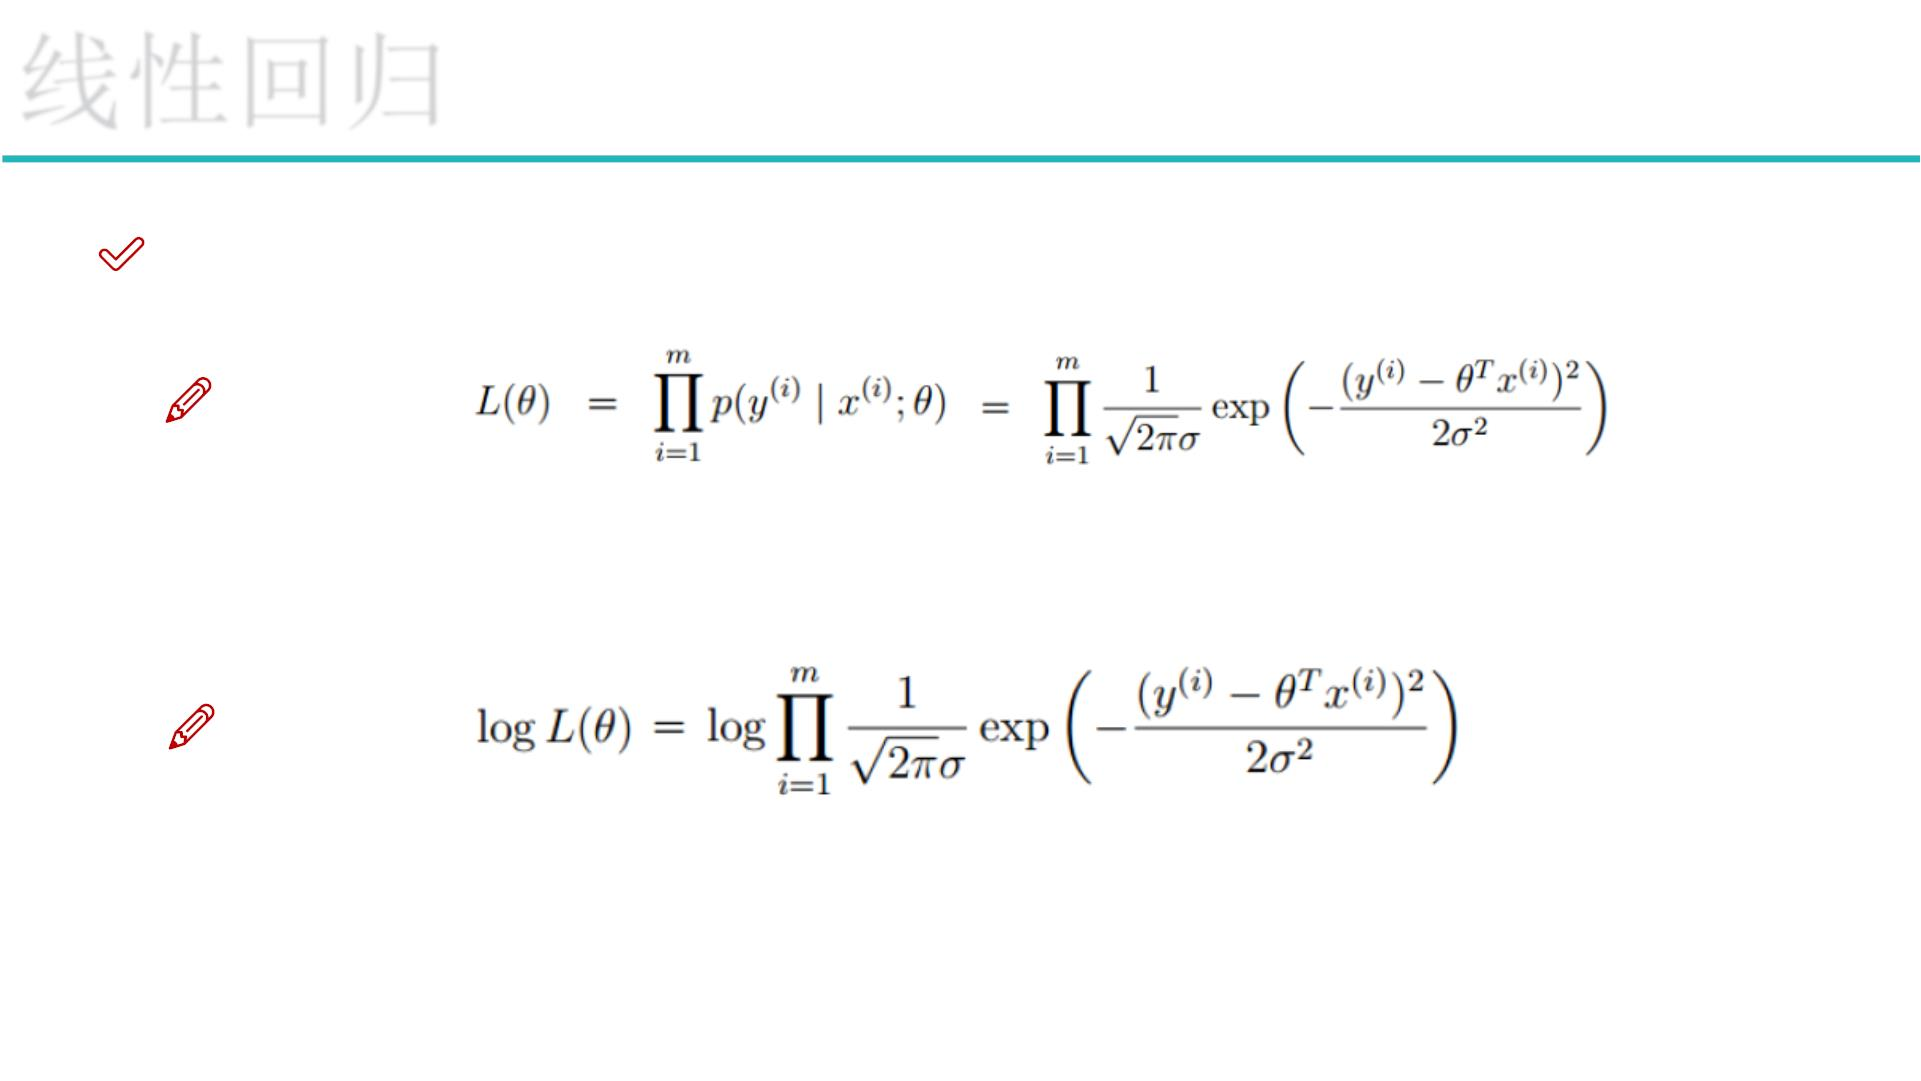 线性回归
L(θ) = ∏_{i=1}^{m} p(y^{(i)} | x^{(i)}; θ) = ∏_{i=1}^{m} \frac{1}{\sqrt{2π}σ} exp(−\frac{(y^{(i)} − θ^T x^{(i)})^2}{2σ^2})
log L(θ) = log ∏_{i=1}^{m} \frac{1}{\sqrt{2π}σ} exp(−\frac{(y^{(i)} − θ^T x^{(i)})^2}{2σ^2})